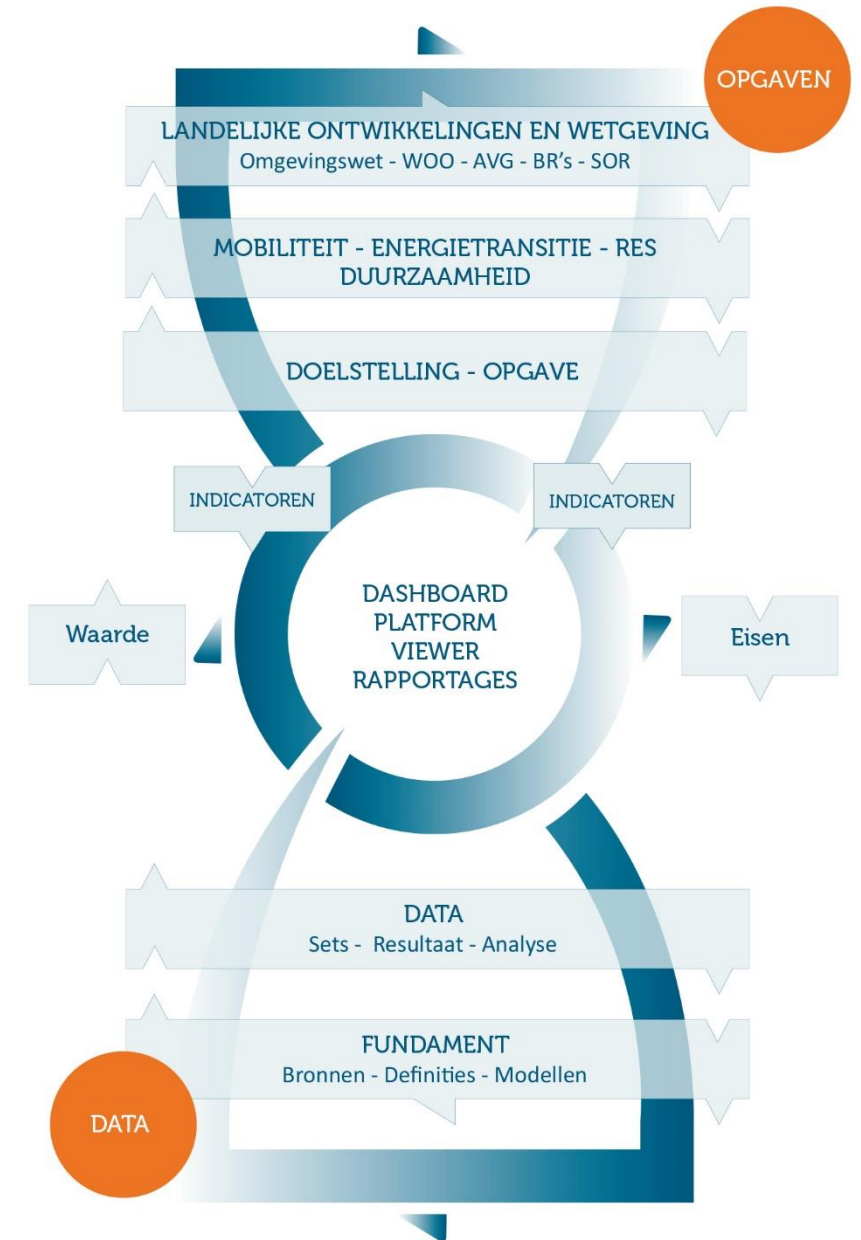 OPGAVEN
LANDELIJKE ONTWIKKELINGEN EN WETGEVING
Omgevingswet - WOO - AVG - BR's - SOR
MOBILITEIT - ENERGIETRANSITIE - RES
DUURZAAMHEID
DOELSTELLING - OPGAVE
INDICATOREN
INDICATOREN
Waarde
DASHBOARD
PLATFORM
VIEWER
RAPPORTAGES
Eisen
DATA
Sets - Resultaat - Analyse
FUNDAMENT
Bronnen - Definities - Modellen
DATA